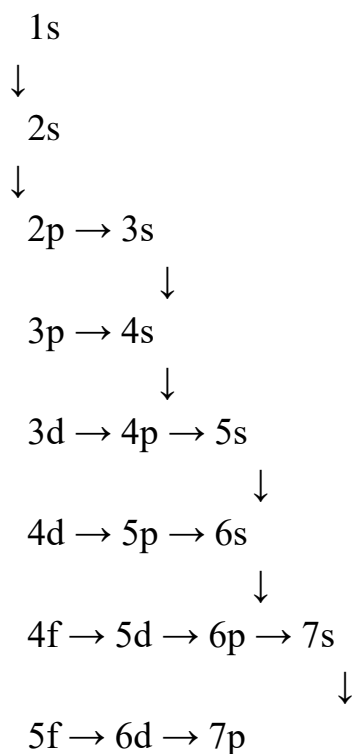 1s
↓
2s
↓
2p → 3s
↓
3p → 4s
↓
3d → 4p → 5s
↓
4d → 5p → 6s
↓
4f → 5d → 6p → 7s
↓
5f → 6d → 7p